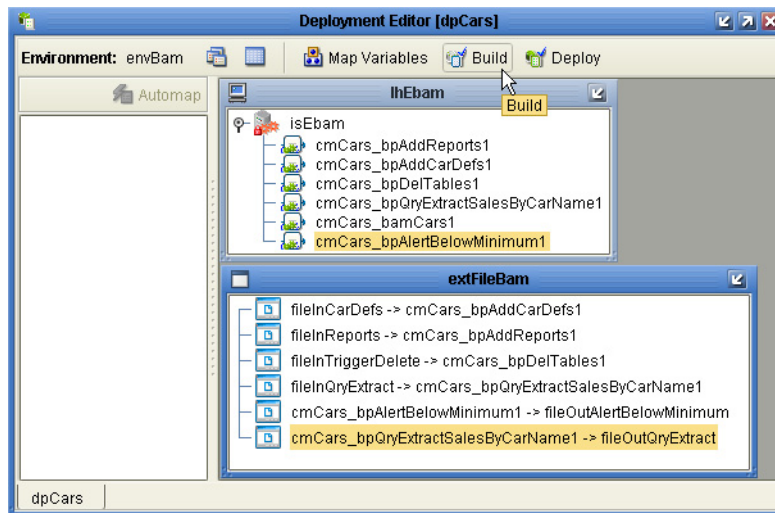 Deployment Editor [dpCars]
Environment: envBam Map Variables Build Deploy
Automap
lhEbam
Build
isEbam
cmCars_bpAddReports1
cmCars_bpAddCarDefs1
cmCars_bpDelTables1
cmCars_bpQryExtractSalesByCarName1
cmCars_bamCars1
cmCars_bpAlertBelowMinimum1
extFileBam
fileInCarDefs -> cmCars_bpAddCarDefs1
fileInReports -> cmCars_bpAddReports1
fileInTriggerDelete -> cmCars_bpDelTables1
fileInQryExtract -> cmCars_bpQryExtractSalesByCarName1
cmCars_bpAlertBelowMinimum1 -> fileOutAlertBelowMinimum
cmCars_bpQryExtractSalesByCarName1 -> fileOutQryExtract
dpCars